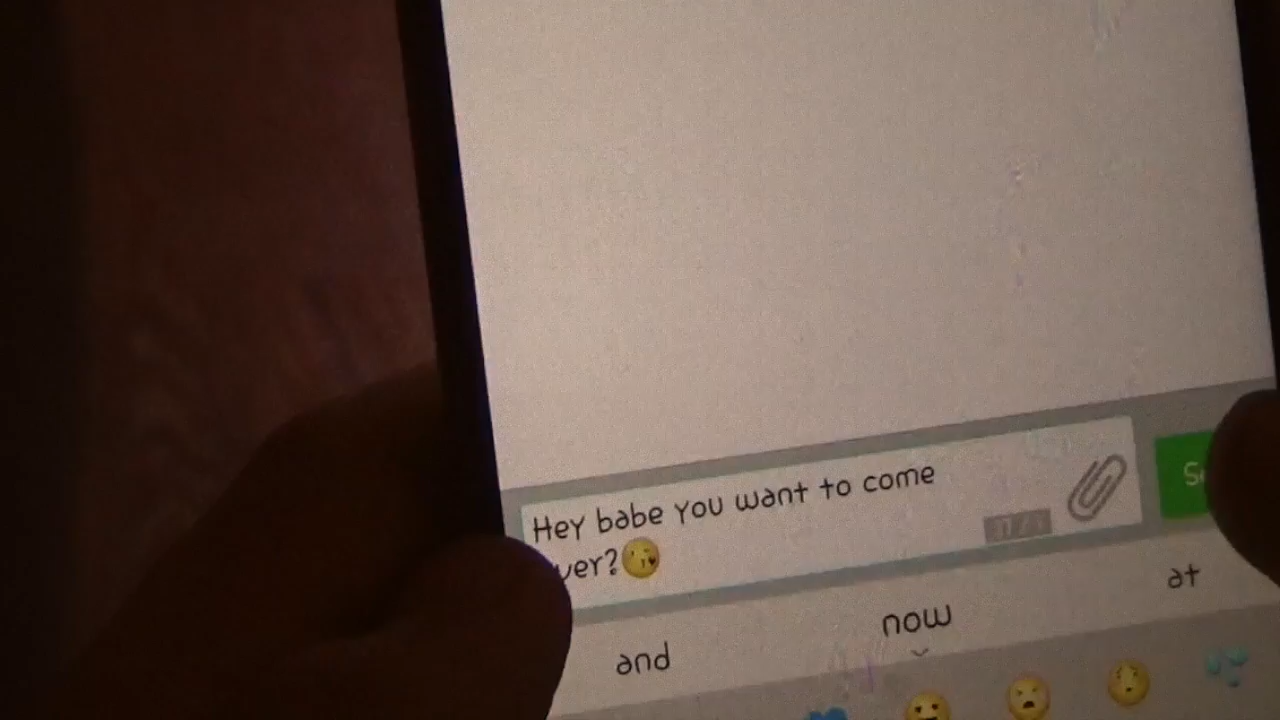 Hey babe you want to come
ver?😘
and now at